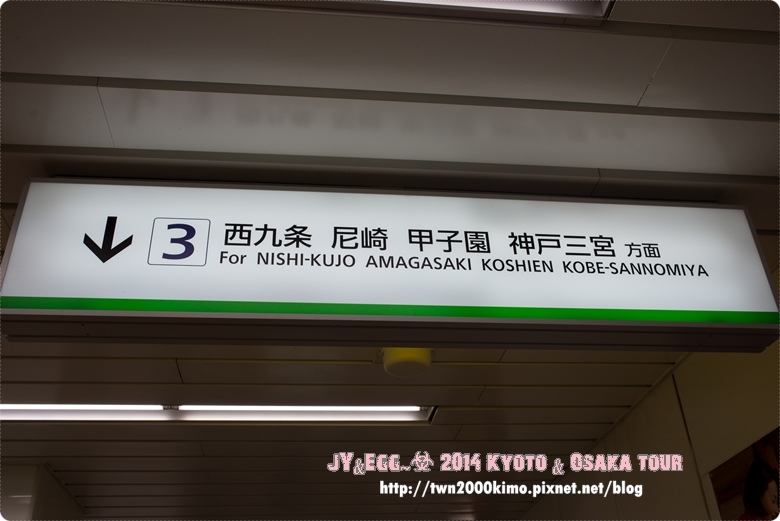 ↓ 3 西九条 尼崎 甲子園 神戸三宮 方面
For NISHI-KUJO AMAGASAKI KOSHIEN KOBE-SANNOMIYA
JY&EGG~ 2014 KYOTO & OSAKA TOUR
http://twn2000kimo.pixnet.net/blog